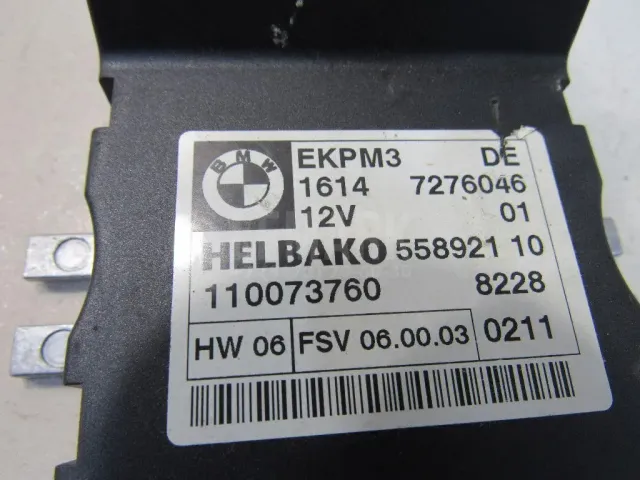 BMW
EKPM3 DE
1614 7276046
12V 01
HELBAKO 558921 10
110073760 8228
HW 06 FSV 06.00.03 0211